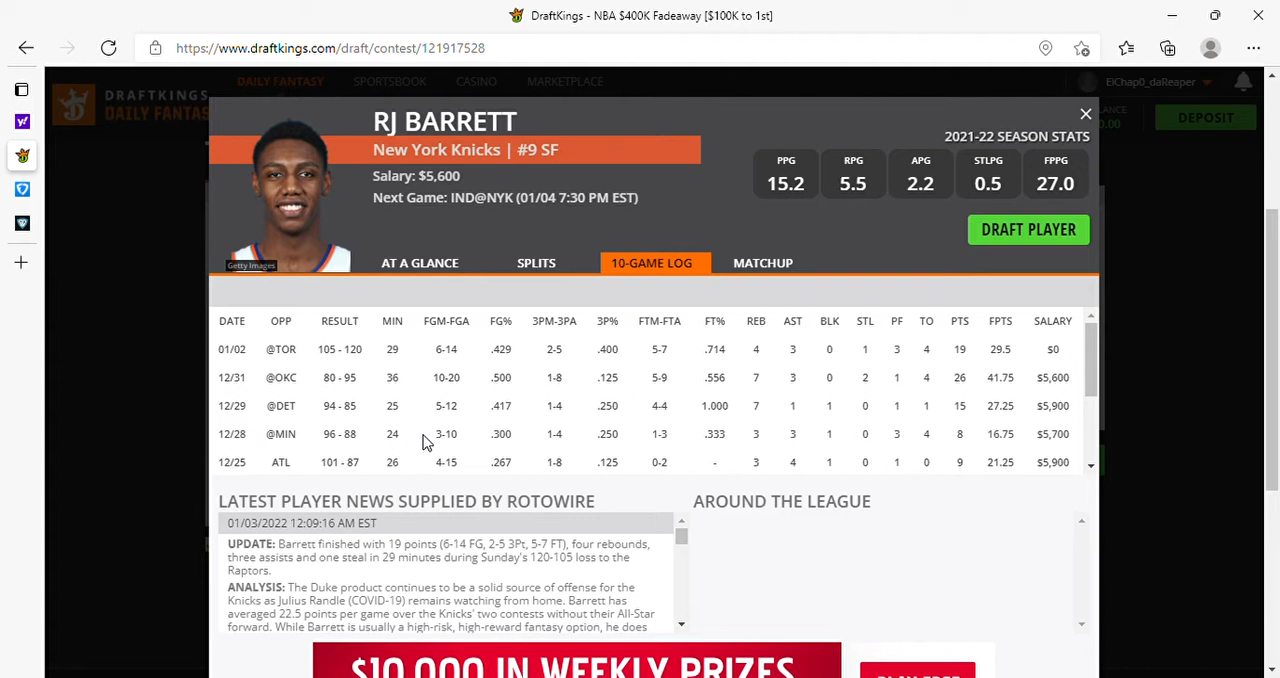 DraftKings - NBA $400K Fadeaway [$100K to 1st]
https://www.draftkings.com/draft/contest/121917528
DRAFTKINGS
DAILY FANTAS
DAILY FANTASY SPORTSBOOK CASINO MARKETPLACE
ElChap0_daReaper
DEPOSIT
RJ BARRETT
New York Knicks | #9 SF
Salary: $5,600
Next Game: IND@NYK (01/04 7:30 PM EST)
2021-22 SEASON STATS
PPG RPG APG STLPG FPPG
15.2 5.5 2.2 0.5 27.0
DRAFT PLAYER
Getty Images
AT A GLANCE SPLITS 10-GAME LOG MATCHUP
DATE OPP RESULT MIN FGM-FGA FG% 3PM-3PA 3P% FTM-FTA FT% REB AST BLK STL PF TO PTS FPTS SALARY
01/02 @TOR 105 - 120 29 6-14 .429 2-5 .400 5-7 .714 4 3 0 1 3 4 19 29.5 $0
12/31 @OKC 80 - 95 36 10-20 .500 1-8 .125 5-9 .556 7 3 0 2 1 4 26 41.75 $5,600
12/29 @DET 94 - 85 25 5-12 .417 1-4 .250 4-4 1.000 7 1 1 0 1 1 15 27.25 $5,900
12/28 @MIN 96 - 88 24 3-10 .300 1-4 .250 1-3 .333 3 3 1 0 3 4 8 16.75 $5,700
12/25 ATL 101 - 87 26 4-15 .267 1-8 .125 0-2 - 3 4 1 0 1 0 9 21.25 $5,900
LATEST PLAYER NEWS SUPPLIED BY ROTOWIRE
01/03/2022 12:09:16 AM EST
UPDATE: Barrett finished with 19 points (6-14 FG, 2-5 3Pt, 5-7 FT), four rebounds,
three assists and one steal in 29 minutes during Sunday's 120-105 loss to the
Raptors.
ANALYSIS: The Duke product continues to be a solid source of offense for the
Knicks as Julius Randle (COVID-19) remains watching from home. Barrett has
averaged 22.5 points per game over the Knicks' two contests without their All-Star
forward. While Barrett is usually a high-risk, high-reward fantasy option, he does
AROUND THE LEAGUE
$10,000 IN WEEKLY PRIZES
PLAY FREE